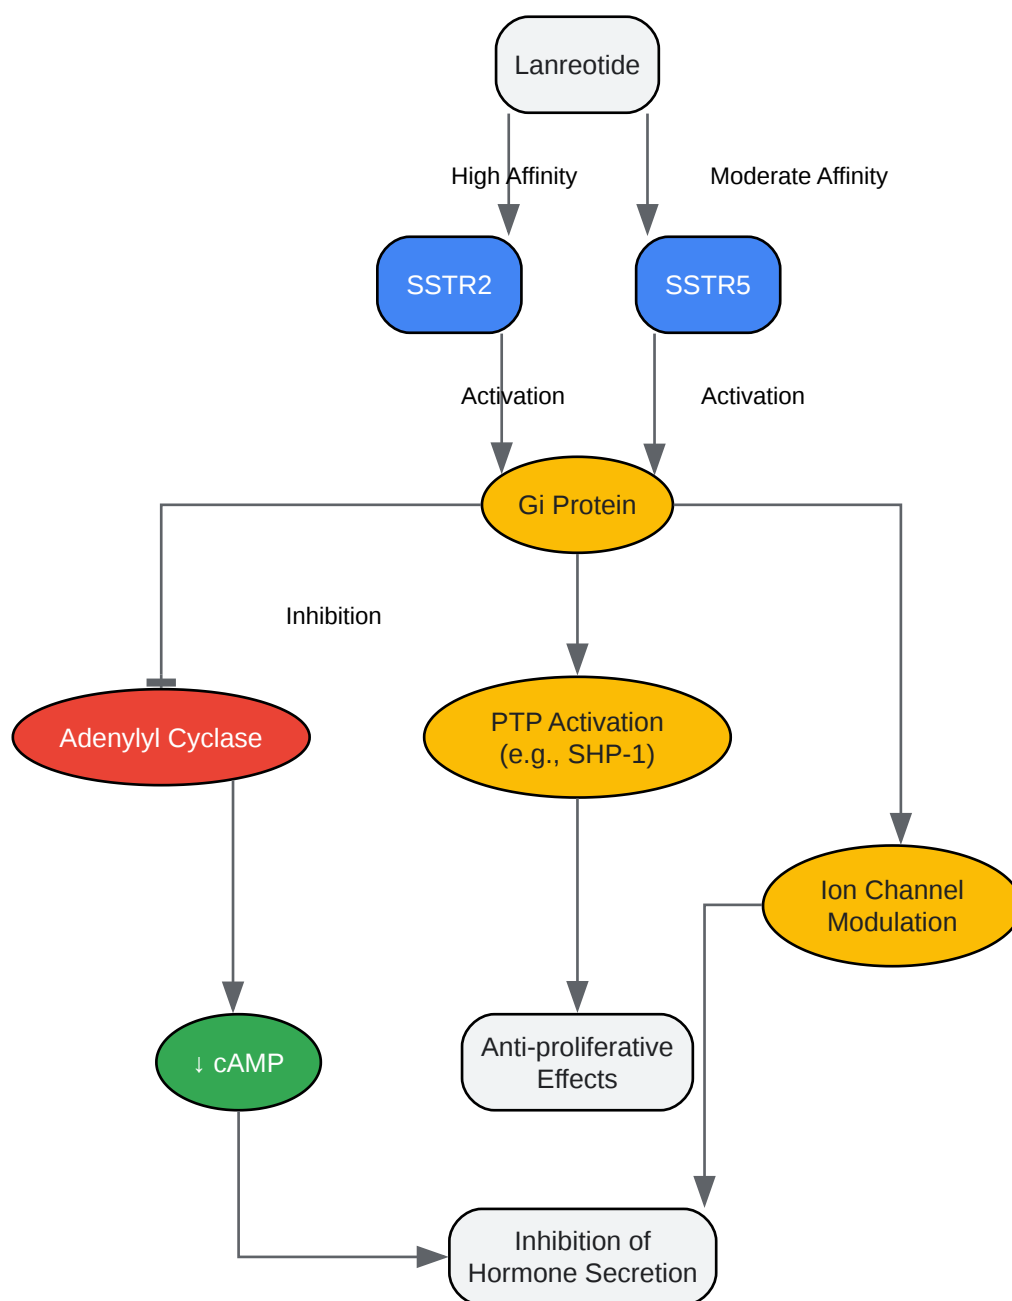 Lanreotide
High Affinity
Moderate Affinity
SSTR2
SSTR5
Activation
Activation
Gi Protein
Inhibition
Adenylyl Cyclase
PTP Activation
(e.g., SHP-1)
Ion Channel
Modulation
↓ cAMP
Anti-proliferative
Effects
Inhibition of
Hormone Secretion